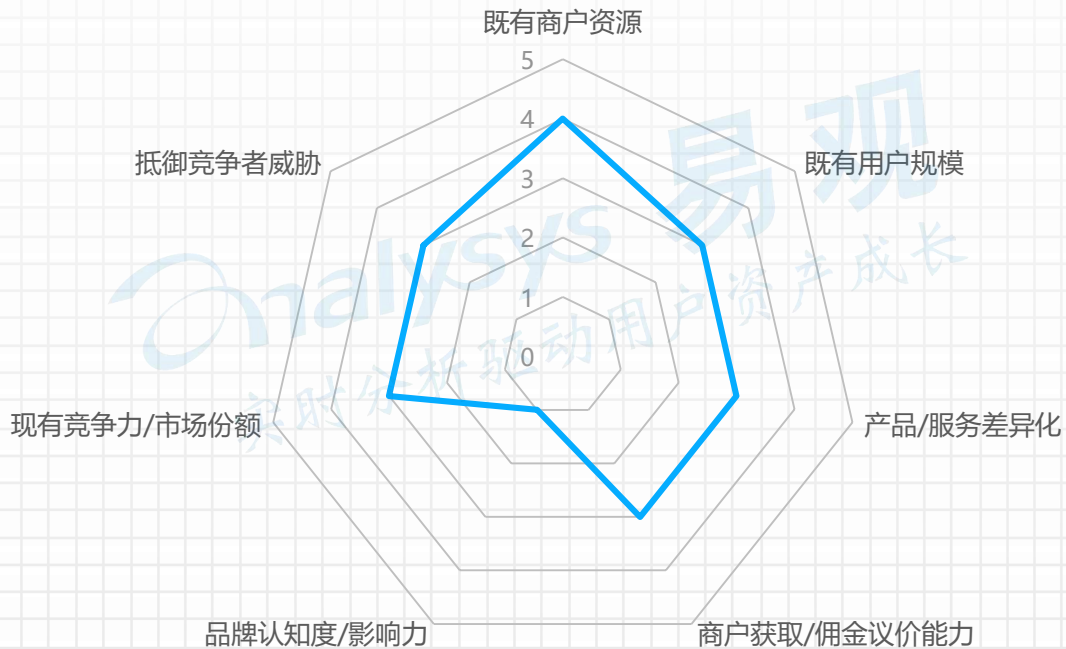 既有商户资源
5
4
抵御竞争者威胁
既有用户规模
3
2
1
0
Analysys 易观
实时分析驱动用户资产成长
现有竞争力/市场份额
产品/服务差异化
品牌认知度/影响力
商户获取/佣金议价能力